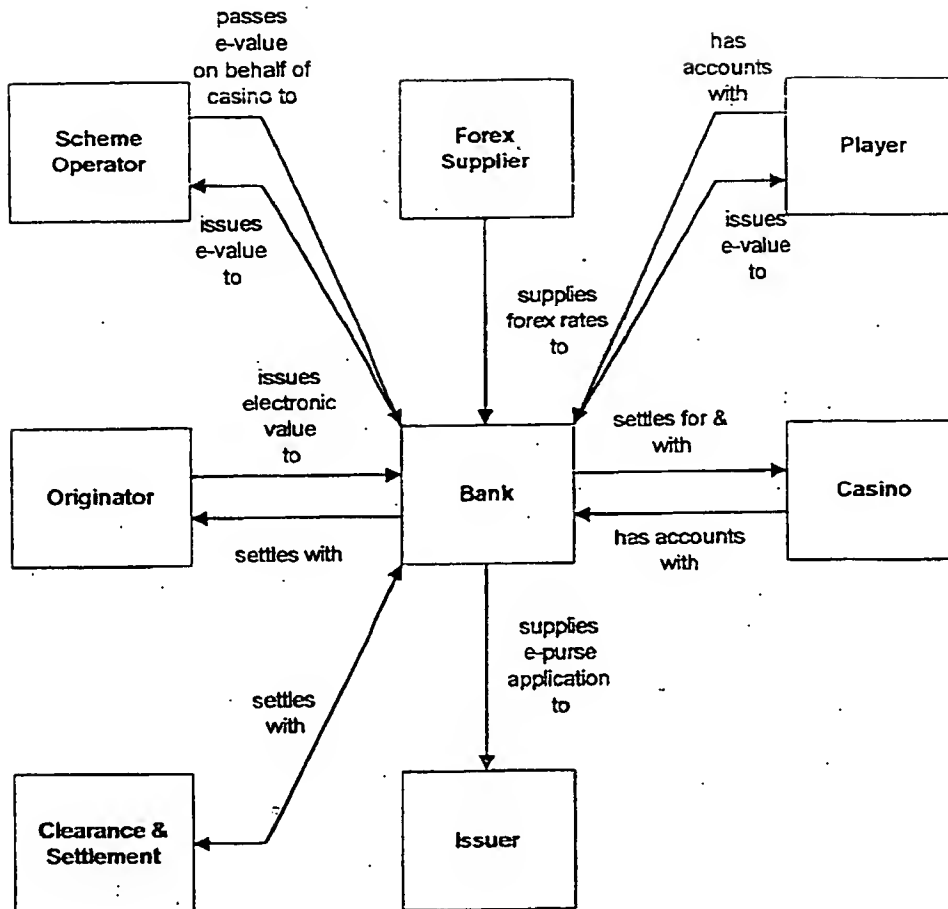 passes
e-value
on behalf of
casino to
has
accounts
with
Scheme
Operator
Forex
Supplier
Player
issues
e-value
to
issues
e-value
to
supplies
forex rates
to
issues
electronic
value
to
settles for &
with
Originator
Bank
Casino
settles with
has accounts
with
supplies
e-purse
application
to
settles
with
Clearance &
Settlement
Issuer